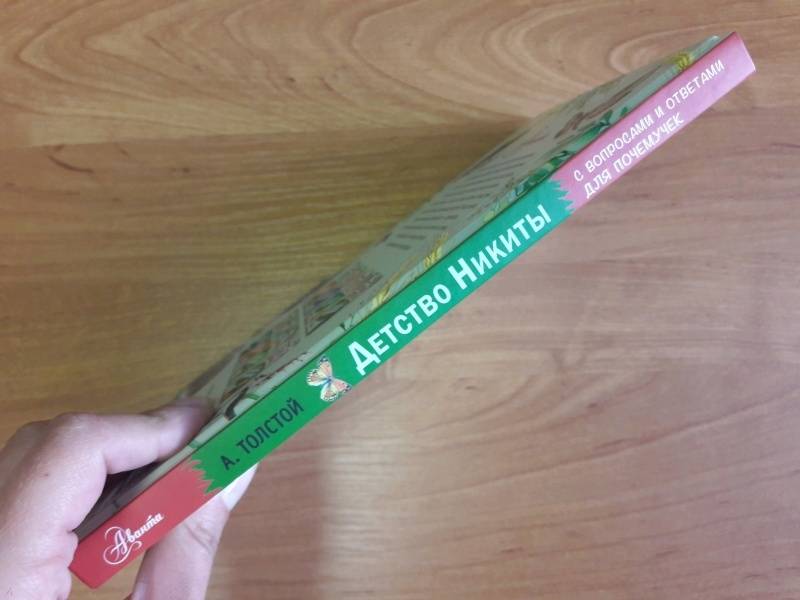 Аванта
А. ТОЛСТОЙ
ДЕТСТВО НИКИТЫ
С ВОПРОСАМИ И ОТВЕТАМИ
ДЛЯ ПОЧЕМУЧЕК